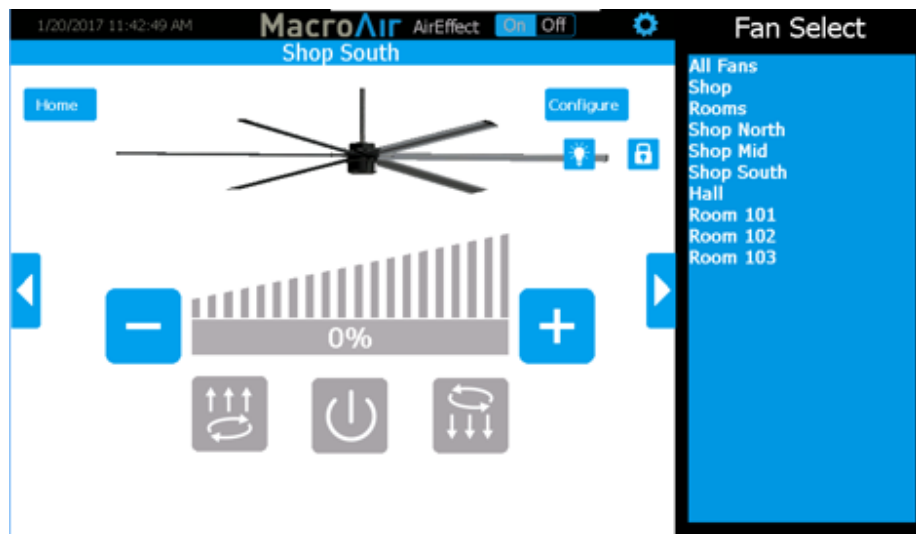 1/20/2017 11:42:49 AM
MacroAir AirEffect On Off
Fan Select
Shop South
Home
Configure
0%
All Fans
Shop
Rooms
Shop North
Shop Mid
Shop South
Hall
Room 101
Room 102
Room 103